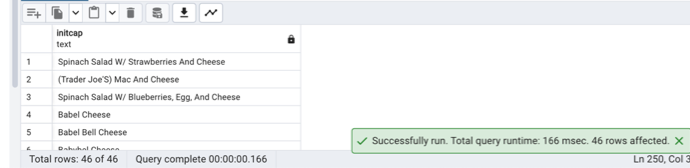 initcap
text
1 Spinach Salad W/ Strawberries And Cheese
2 (Trader Joe'S) Mac And Cheese
3 Spinach Salad W/ Blueberries, Egg, And Cheese
4 Babel Cheese
5 Babel Bell Cheese
6 Babybel Cheese
Successfully run. Total query runtime: 166 msec. 46 rows affected.
Total rows: 46 of 46 Query complete 00:00:00.166 Ln 250, Col 3